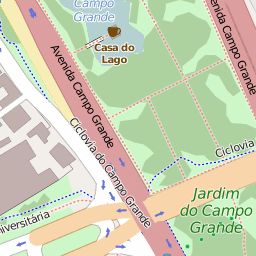 Campo
Grande
Casa do
Lago
Avenida Campo Grande
Avenida Campo Grande
Ciclovia do Campo Grande
Ciclovia
Jardim
do Campo
Grande
niversitária